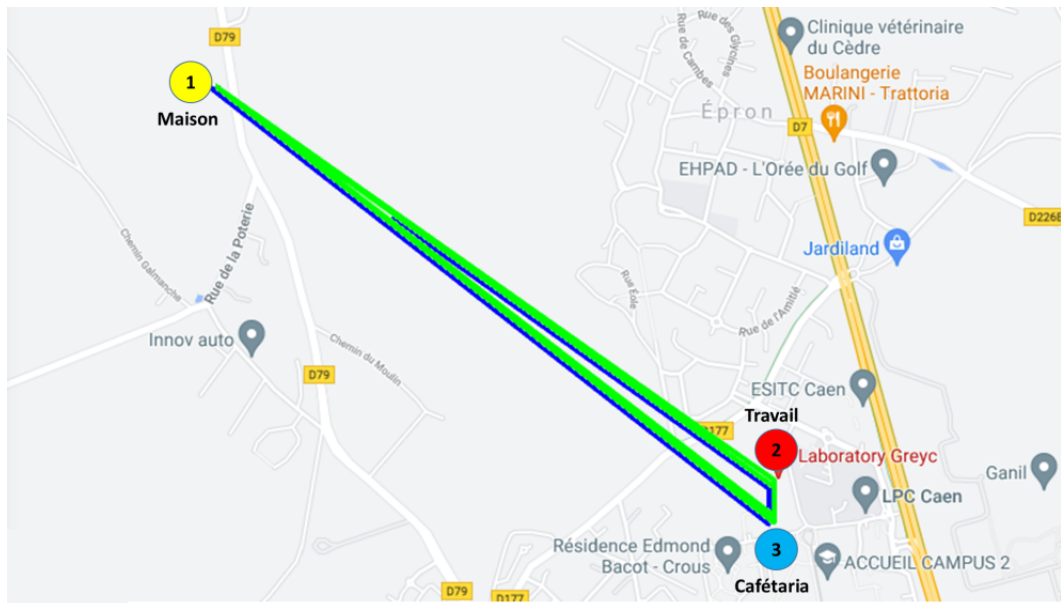 D79
Rue des Glycines
Rue de Cambes
Clinique vétérinaire
du Cèdre
Boulangerie
MARINI - Trattoria
1
Maison
Épron
D7
EHPAD - L'Orée du Golf
D226B
Jardiland
Chemin Galmanche
Rue de la Poterie
Rue Éole
Rue de l'Amitié
Innov auto
Chemin du Moulin
D79
ESITC Caen
Travail
D177
2
Laboratory Greyc
Ganil
LPC Caen
3
Résidence Edmond
Bacot - Crous
ACCUEIL CAMPUS 2
Cafétaria
D79
D177